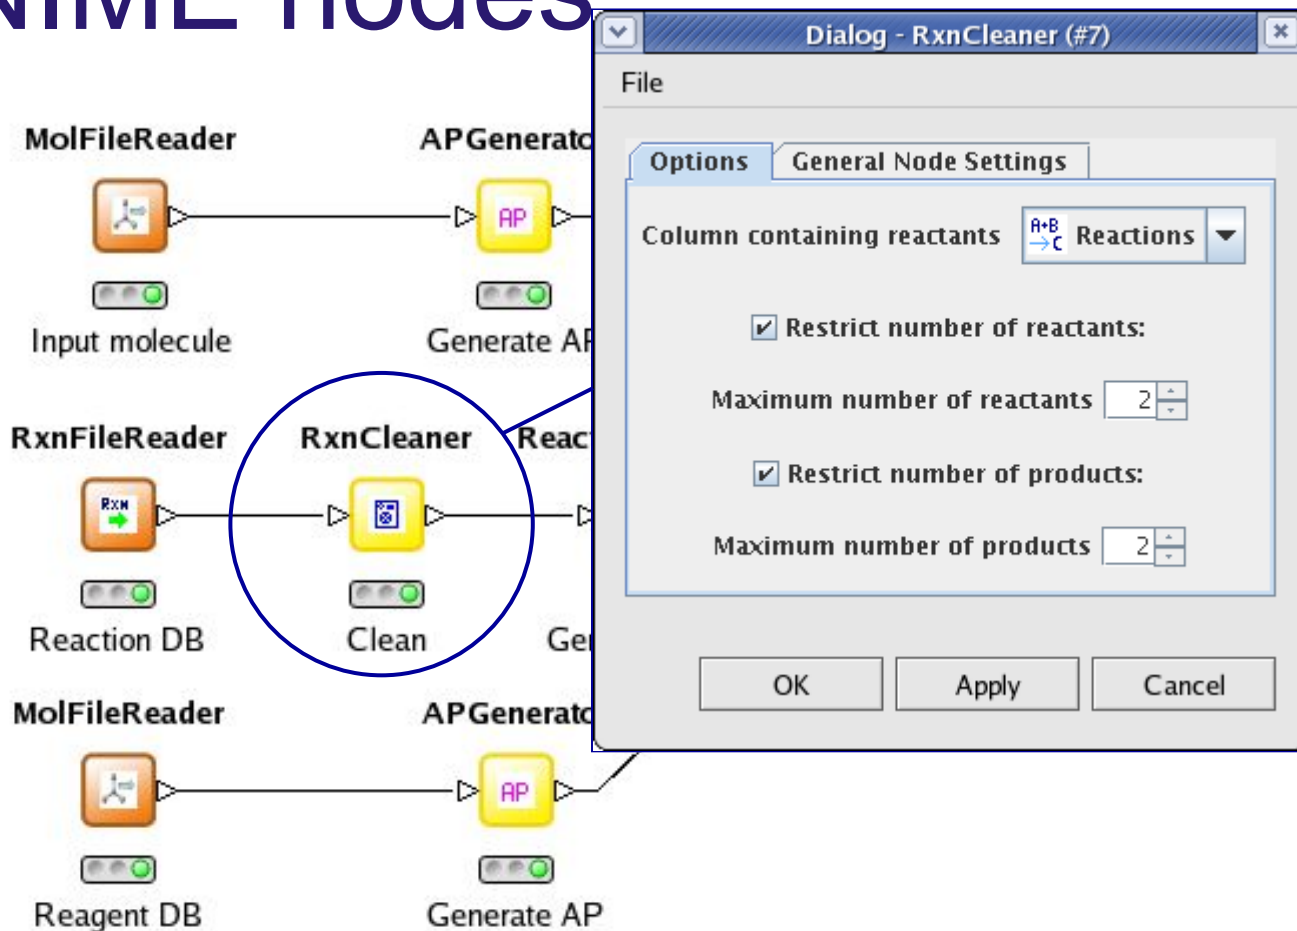 NIME nodes
Dialog - RxnCleaner (#7)
File
Options
General Node Settings
Column containing reactants
A+B
→C
Reactions
Restrict number of reactants:
Maximum number of reactants 2
Restrict number of products:
Maximum number of products 2
OK
Apply
Cancel
MolFileReader
APGenerato
AP
Input molecule
Generate AP
RxnFileReader
RxnCleaner
Reac
RXN
Reaction DB
Clean
Ge
MolFileReader
APGenerato
AP
Reagent DB
Generate AP